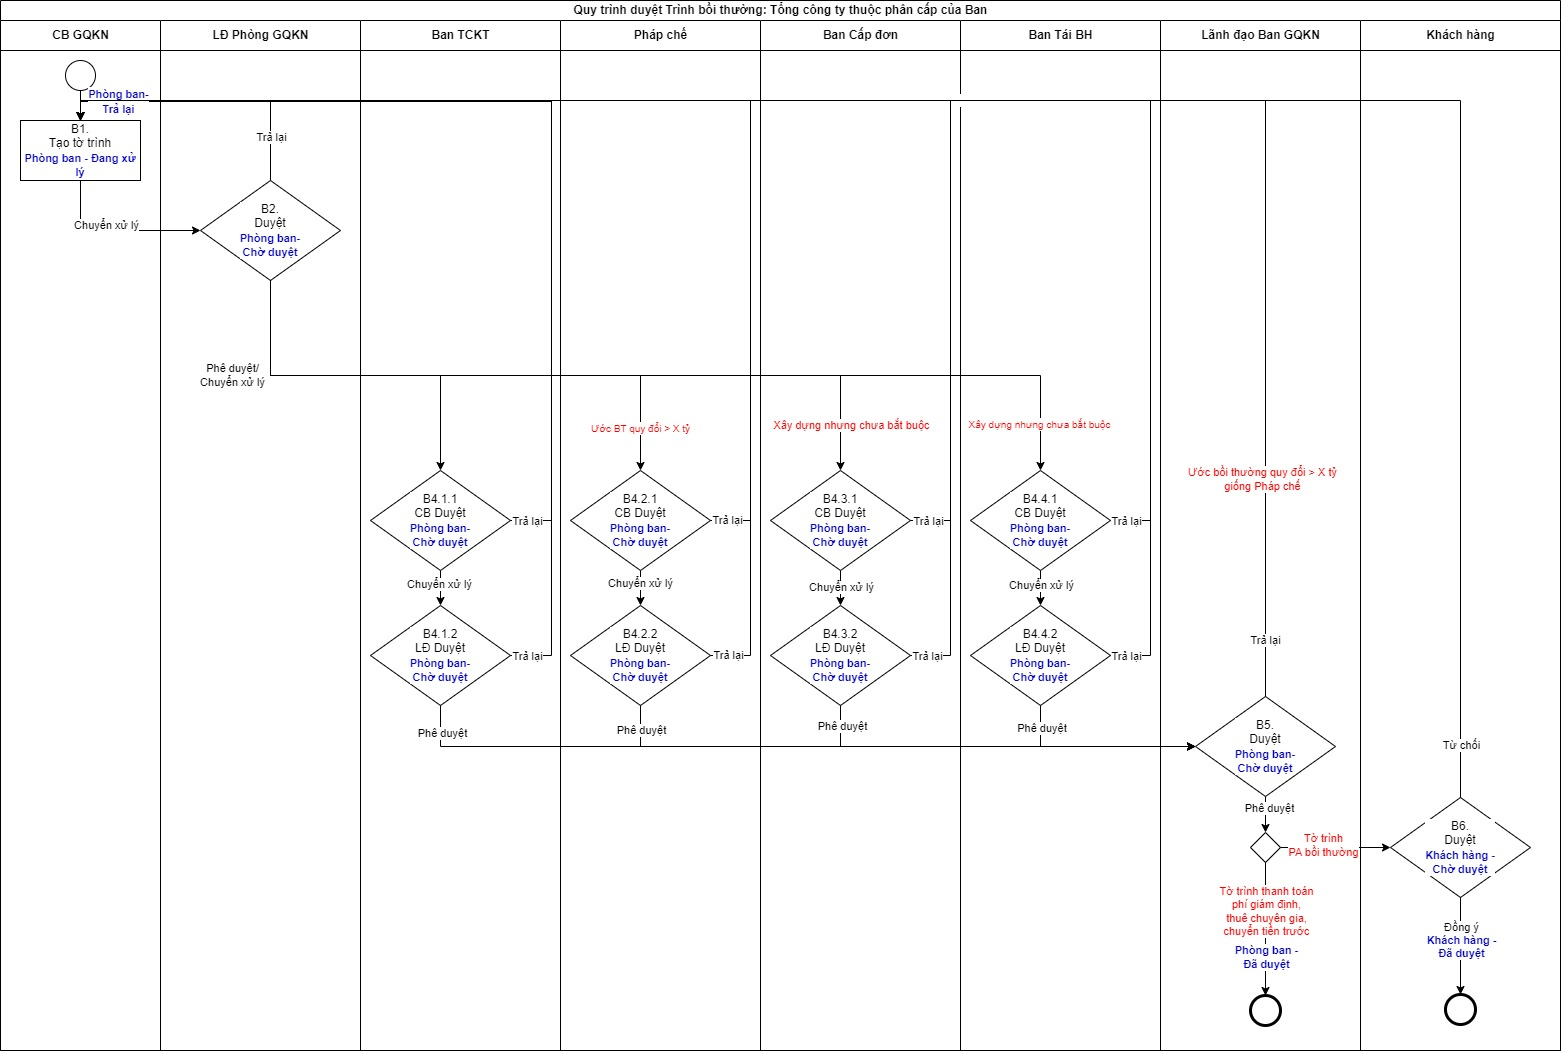 Quy trình duyệt Trình bồi thường: Tổng công ty thuộc phân cấp của Ban
CB GQKN
LĐ Phòng GQKN
Ban TCKT
Pháp chế
Ban Cấp đơn
Ban Tái BH
Lãnh đạo Ban GQKN
Khách hàng
Phòng ban-
Trả lại
B1.
Tạo tờ trình
Phòng ban - Đang xử
lý
Chuyển xử lý
Trả lại
B2.
Duyệt
Phòng ban-
Chờ duyệt
Phê duyệt/
Chuyển xử lý
B4.1.1
CB Duyệt
Phòng ban-
Chờ duyệt
Trả lại
Chuyển xử lý
B4.1.2
LĐ Duyệt
Phòng ban-
Chờ duyệt
Trả lại
Phê duyệt
Ước BT quy đổi > X tỷ
B4.2.1
CB Duyệt
Phòng ban-
Chờ duyệt
Trả lại
Chuyển xử lý
B4.2.2
LĐ Duyệt
Phòng ban-
Chờ duyệt
Trả lại
Phê duyệt
Xây dựng nhưng chưa bắt buộc
B4.3.1
CB Duyệt
Phòng ban-
Chờ duyệt
Trả lại
Chuyển xử lý
B4.3.2
LĐ Duyệt
Phòng ban-
Chờ duyệt
Trả lại
Phê duyệt
Xây dựng nhưng chưa bắt buộc
B4.4.1
CB Duyệt
Phòng ban-
Chờ duyệt
Trả lại
Chuyển xử lý
B4.4.2
LĐ Duyệt
Phòng ban-
Chờ duyệt
Trả lại
Phê duyệt
Ước bồi thường quy đổi > X tỷ
giống Pháp chế
Trả lại
B5.
Duyệt
Phòng ban-
Chờ duyệt
Phê duyệt
Tờ trình
PA bồi thường
Tờ trình thanh toán
phí giám định,
thuê chuyên gia,
chuyển tiền trước
Phòng ban -
Đã duyệt
Từ chối
B6.
Duyệt
Khách hàng -
Chờ duyệt
Đồng ý
Khách hàng -
Đã duyệt